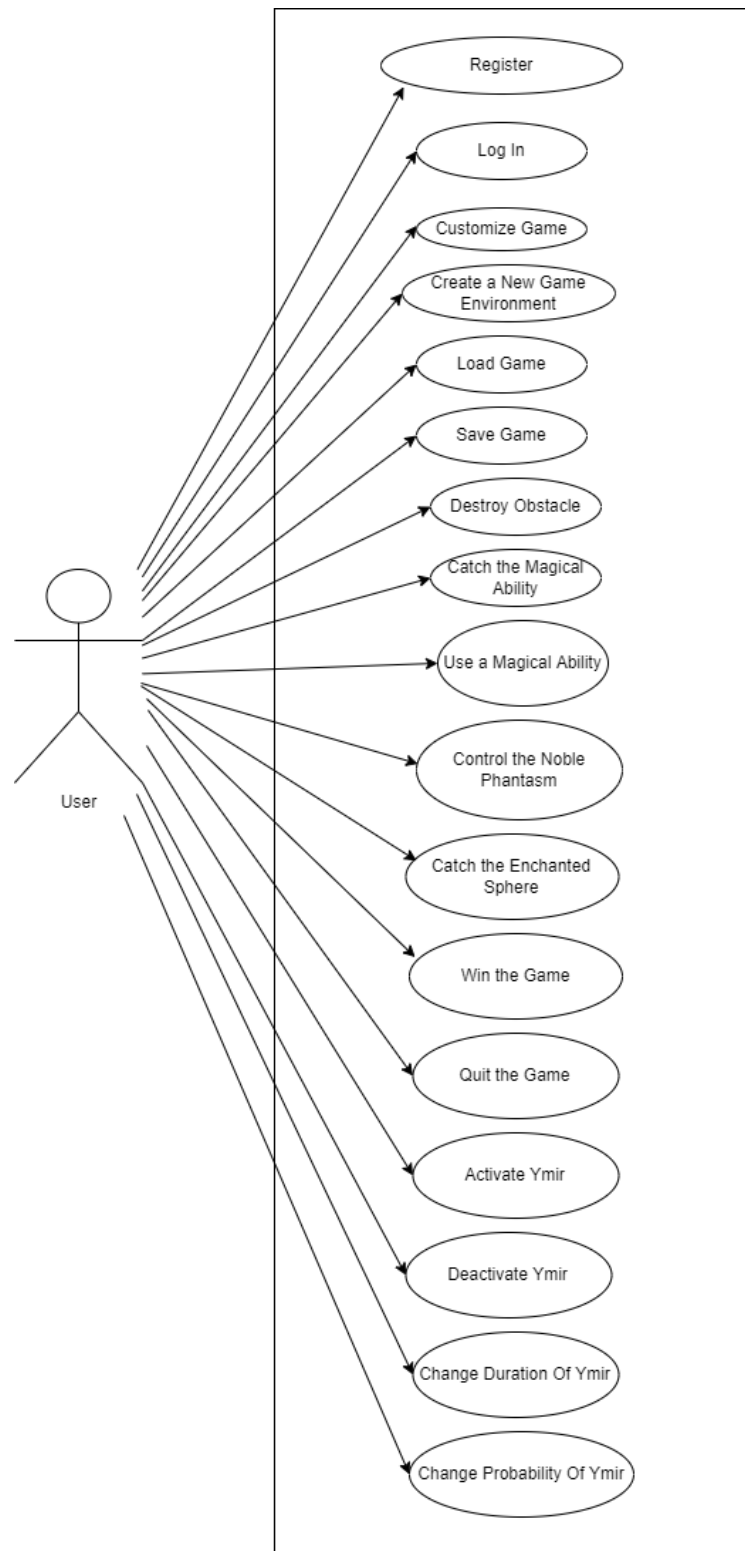 Register
Log In
Customize Game
Create a New Game
Environment
Load Game
Save Game
Destroy Obstacle
Catch the Magical
Ability
Use a Magical Ability
Control the Noble
Phantasm
User
Catch the Enchanted
Sphere
Win the Game
Quit the Game
Activate Ymir
Deactivate Ymir
Change Duration Of Ymir
Change Probability Of Ymir